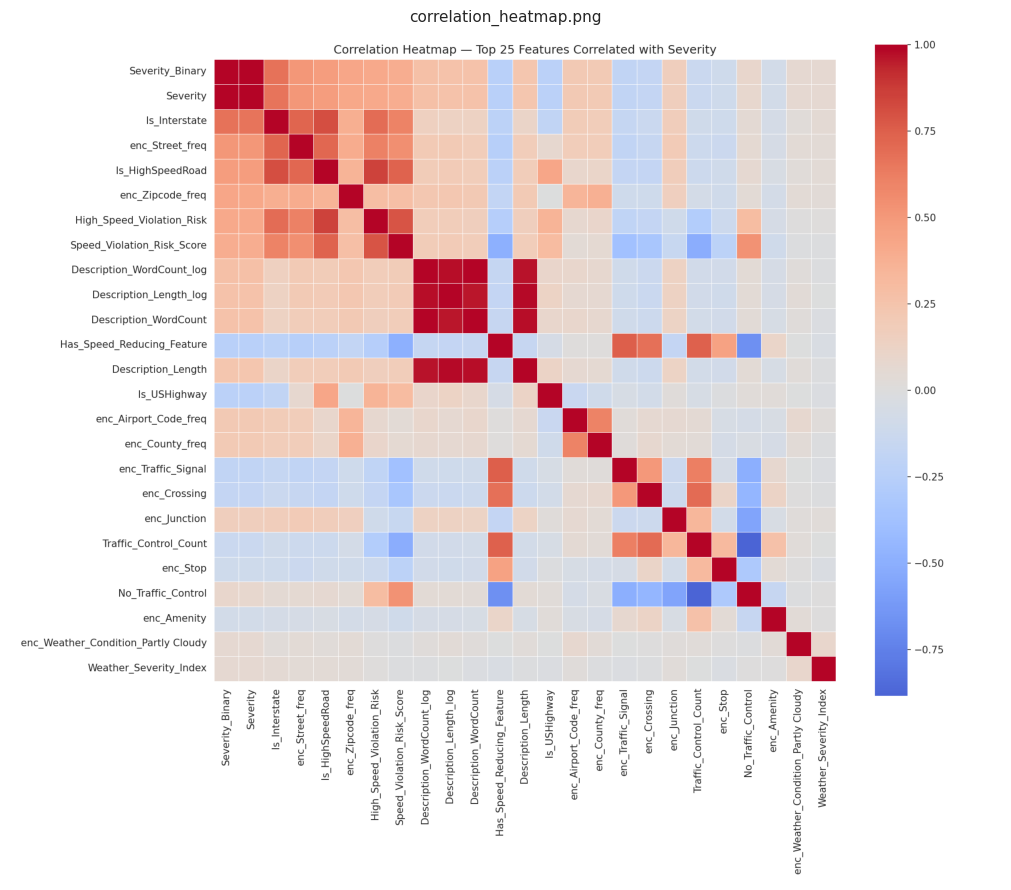 correlation_heatmap.png
Correlation Heatmap — Top 25 Features Correlated with Severity
Severity_Binary
Severity
Is_Interstate
enc_Street_freq
Is_HighSpeedRoad
enc_Zipcode_freq
High_Speed_Violation_Risk
Speed_Violation_Risk_Score
Description_WordCount_log
Description_Length_log
Description_WordCount
Has_Speed_Reducing_Feature
Description_Length
Is_USHighway
enc_Airport_Code_freq
enc_County_freq
enc_Traffic_Signal
enc_Crossing
enc_Junction
Traffic_Control_Count
enc_Stop
No_Traffic_Control
enc_Amenity
enc_Weather_Condition_Partly Cloudy
Weather_Severity_Index
Severity_Binary
Severity
Is_Interstate
enc_Street_freq
Is_HighSpeedRoad
enc_Zipcode_freq
High_Speed_Violation_Risk
Speed_Violation_Risk_Score
Description_WordCount_log
Description_Length_log
Description_WordCount
Has_Speed_Reducing_Feature
Description_Length
Is_USHighway
enc_Airport_Code_freq
enc_County_freq
enc_Traffic_Signal
enc_Crossing
enc_Junction
Traffic_Control_Count
enc_Stop
No_Traffic_Control
enc_Amenity
enc_Weather_Condition_Partly Cloudy
Weather_Severity_Index
1.00
0.75
0.50
0.25
0.00
−0.25
−0.50
−0.75